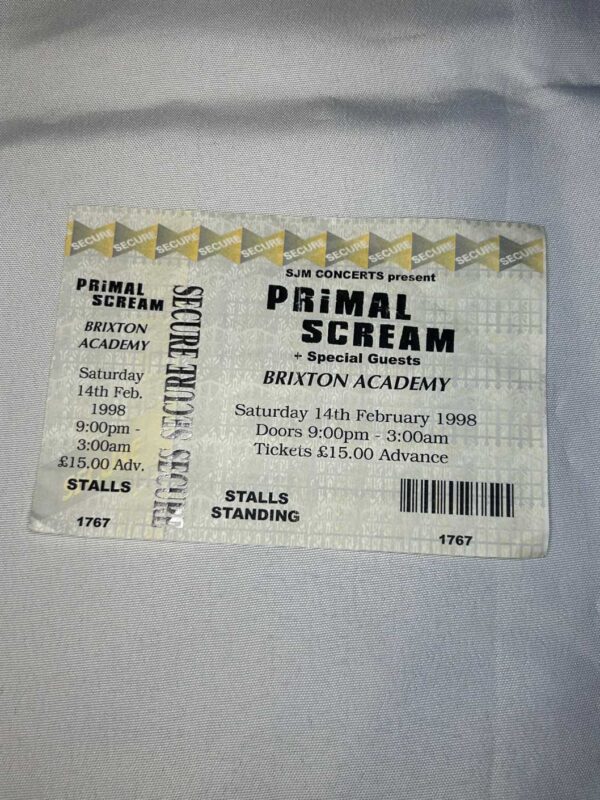 SECURE SECURE SECURE SECURE SECURE SECURE SECURE SECURE SECURE SECURE SECURE
PRiMAL
SCREAM
BRIXTON
ACADEMY
Saturday
14th Feb.
1998
9:00pm -
3:00am
£15.00 Adv.
STALLS
1767
SECURE SECURE SECURE
SJM CONCERTS present
PRiMAL
SCREAM
+ Special Guests
BRIXTON ACADEMY
Saturday 14th February 1998
Doors 9:00pm - 3:00am
Tickets £15.00 Advance
STALLS
STANDING
1767